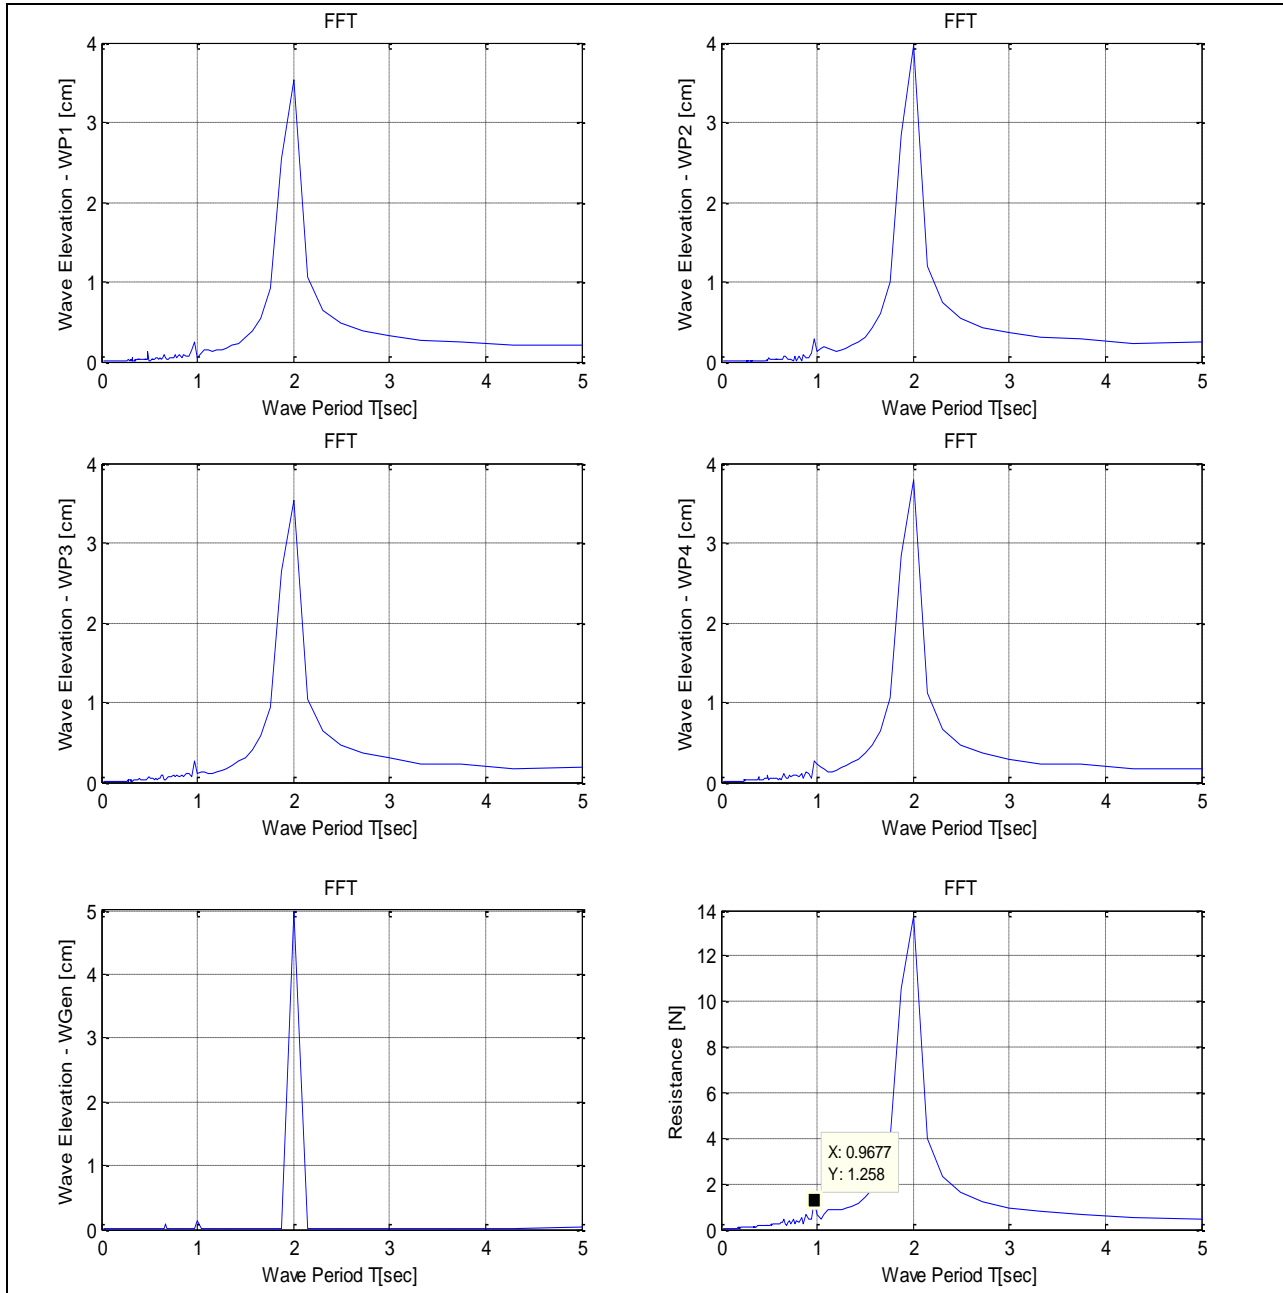 FFT
Wave Elevation - WP1 [cm]
4
3
2
1
0
0 1 2 3 4 5
Wave Period T[sec]
FFT
Wave Elevation - WP2 [cm]
4
3
2
1
0
0 1 2 3 4 5
Wave Period T[sec]
FFT
Wave Elevation - WP3 [cm]
4
3
2
1
0
0 1 2 3 4 5
Wave Period T[sec]
FFT
Wave Elevation - WP4 [cm]
4
3
2
1
0
0 1 2 3 4 5
Wave Period T[sec]
FFT
Wave Elevation - WGen [cm]
5
4
3
2
1
0
0 1 2 3 4 5
Wave Period T[sec]
FFT
Resistance [N]
14
12
10
8
6
4
2
0
X: 0.9677
Y: 1.258
0 1 2 3 4 5
Wave Period T[sec]